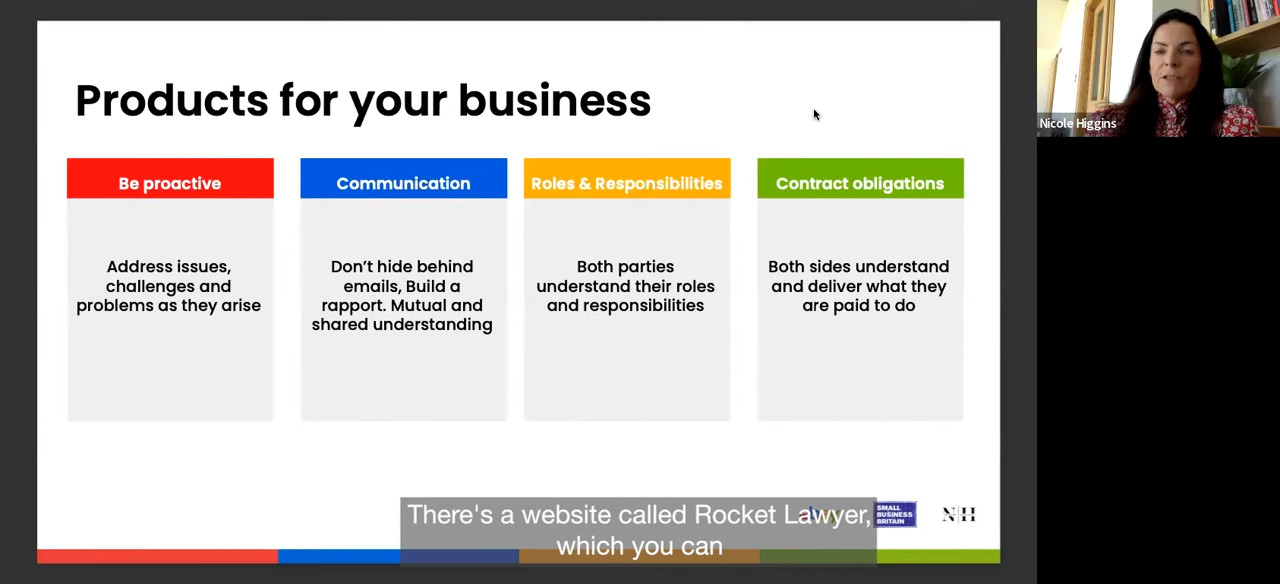 Products for your business
Nicole Higgins
Be proactive
Communication
Roles & Responsibilities
Contract obligations
Address issues,
challenges and
problems as they arise
Don’t hide behind
emails, Build a
rapport. Mutual and
shared understanding
Both parties
understand their roles
and responsibilities
Both sides understand
and deliver what they
are paid to do
There's a website called Rocket Lawyer,
which you can
SMALL
BUSINESS
BRITAIN
NH